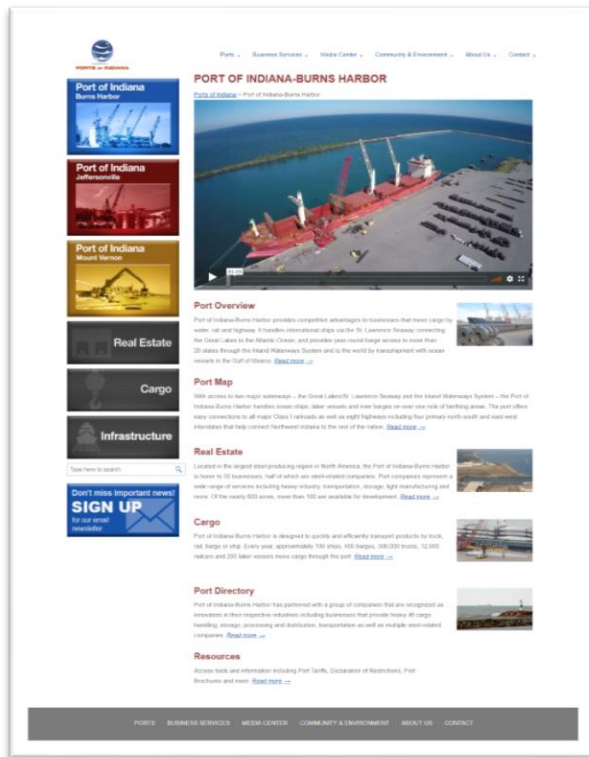 PORTS OF INDIANA
Ports Business Services Media Center Community & Environment About Us Contact
Port of Indiana
Burns Harbor
Port of Indiana
Jeffersonville
Port of Indiana
Mount Vernon
Real Estate
Cargo
Infrastructure
Type here to search
Don't miss important news!
SIGN UP
for our email
newsletter
PORT OF INDIANA-BURNS HARBOR
Ports of Indiana > Port of Indiana-Burns Harbor
Port Overview
Port of Indiana-Burns Harbor provides competitive advantages to businesses that move cargo by
water, rail and highway. It handles international ships via the St. Lawrence Seaway connecting
the Great Lakes to the Atlantic Ocean, and provides year-round barge access to more than
20 states through the Inland Waterways System and to the world by transshipment with ocean
vessels in the Gulf of Mexico. Read more →
Port Map
With access to two major waterways – the Great Lakes/St. Lawrence Seaway and the Inland Waterways System – the Port of
Indiana-Burns Harbor handles ocean ships, laker vessels and river barges on over one mile of berthing areas. The port offers
easy connections to all major Class I railroads as well as eight highways including four primary north-south and east-west
interstates that help connect Northwest Indiana to the rest of the nation. Read more →
Real Estate
Located in the largest steel-producing region in North America, the Port of Indiana-Burns Harbor
is home to 30 businesses, half of which are steel-related companies. Port companies represent a
wide range of services including heavy industry, transportation, storage, light manufacturing and
more. Of the nearly 600 acres, more than 100 are available for development. Read more →
Cargo
Port of Indiana-Burns Harbor is designed to quickly and efficiently transport products by truck,
rail, barge or ship. Every year, approximately 100 ships, 400 barges, 300,000 trucks, 12,000
railcars and 200 laker vessels move cargo through the port. Read more →
Port Directory
Port of Indiana-Burns Harbor has partnered with a group of companies that are recognized as
innovators in their respective industries including businesses that provide heavy lift cargo
handling, storage, processing and distribution, transportation as well as multiple steel-related
companies. Read more →
Resources
Access tools and information including Port Tariffs, Declaration of Restrictions, Port
Brochures and more. Read more →
PORTS BUSINESS SERVICES MEDIA CENTER COMMUNITY & ENVIRONMENT ABOUT US CONTACT